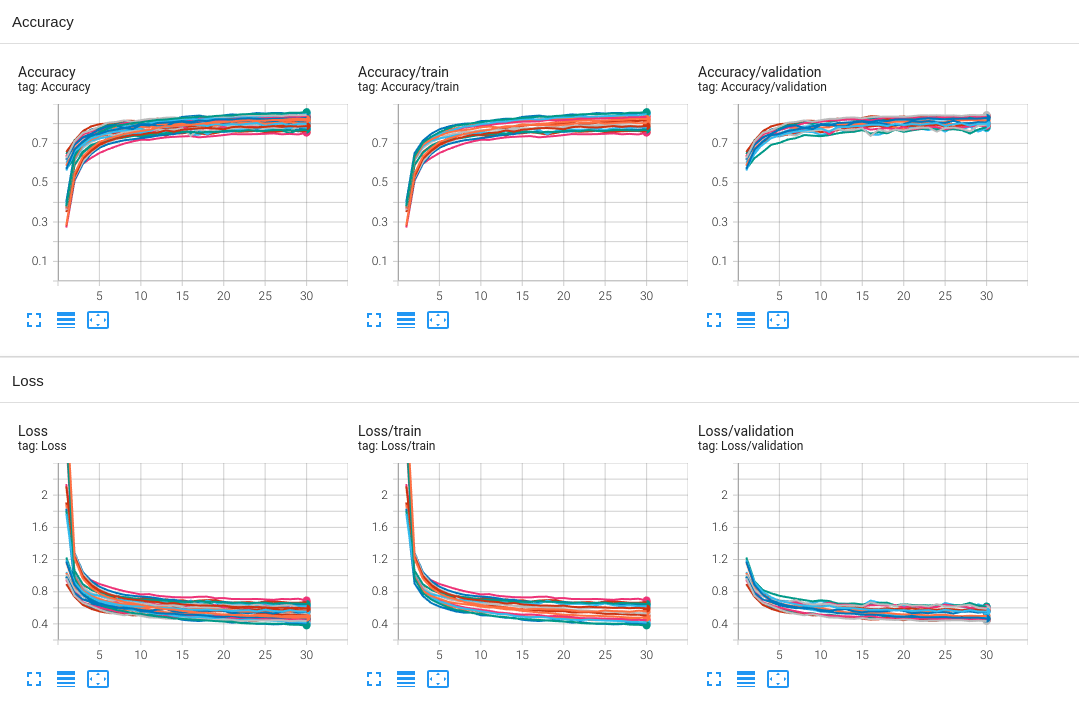 Accuracy
Accuracy
tag: Accuracy
0.7
0.5
0.3
0.1
5 10 15 20 25 30
Accuracy/train
tag: Accuracy/train
0.7
0.5
0.3
0.1
5 10 15 20 25 30
Accuracy/validation
tag: Accuracy/validation
0.7
0.5
0.3
0.1
5 10 15 20 25 30
Loss
Loss
tag: Loss
2
1.6
1.2
0.8
0.4
5 10 15 20 25 30
Loss/train
tag: Loss/train
2
1.6
1.2
0.8
0.4
5 10 15 20 25 30
Loss/validation
tag: Loss/validation
2
1.6
1.2
0.8
0.4
5 10 15 20 25 30